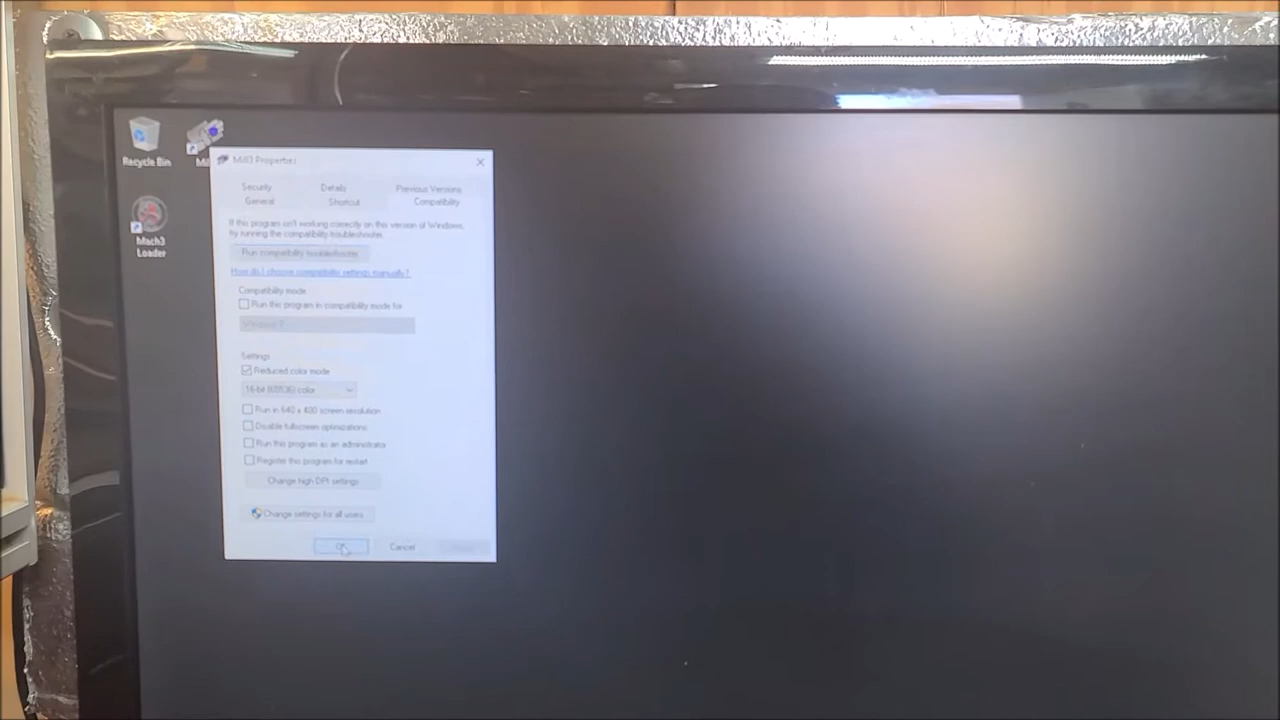 Recycle Bin
Mach3
Loader
Mill3 Properties
Security
Details
Previous Versions
General
Shortcut
Compatibility
If this program isn't working correctly on this version of Windows,
try running the compatibility troubleshooter.
Run compatibility troubleshooter
How do I choose compatibility settings manually?
Compatibility mode
Run this program in compatibility mode for
Settings
Reduced color mode
16-bit (65536) color
Run in 640 x 480 screen resolution
Disable fullscreen optimizations
Run this program as an administrator
Register this program for restart
Change high DPI settings
Change settings for all users
OK
Cancel